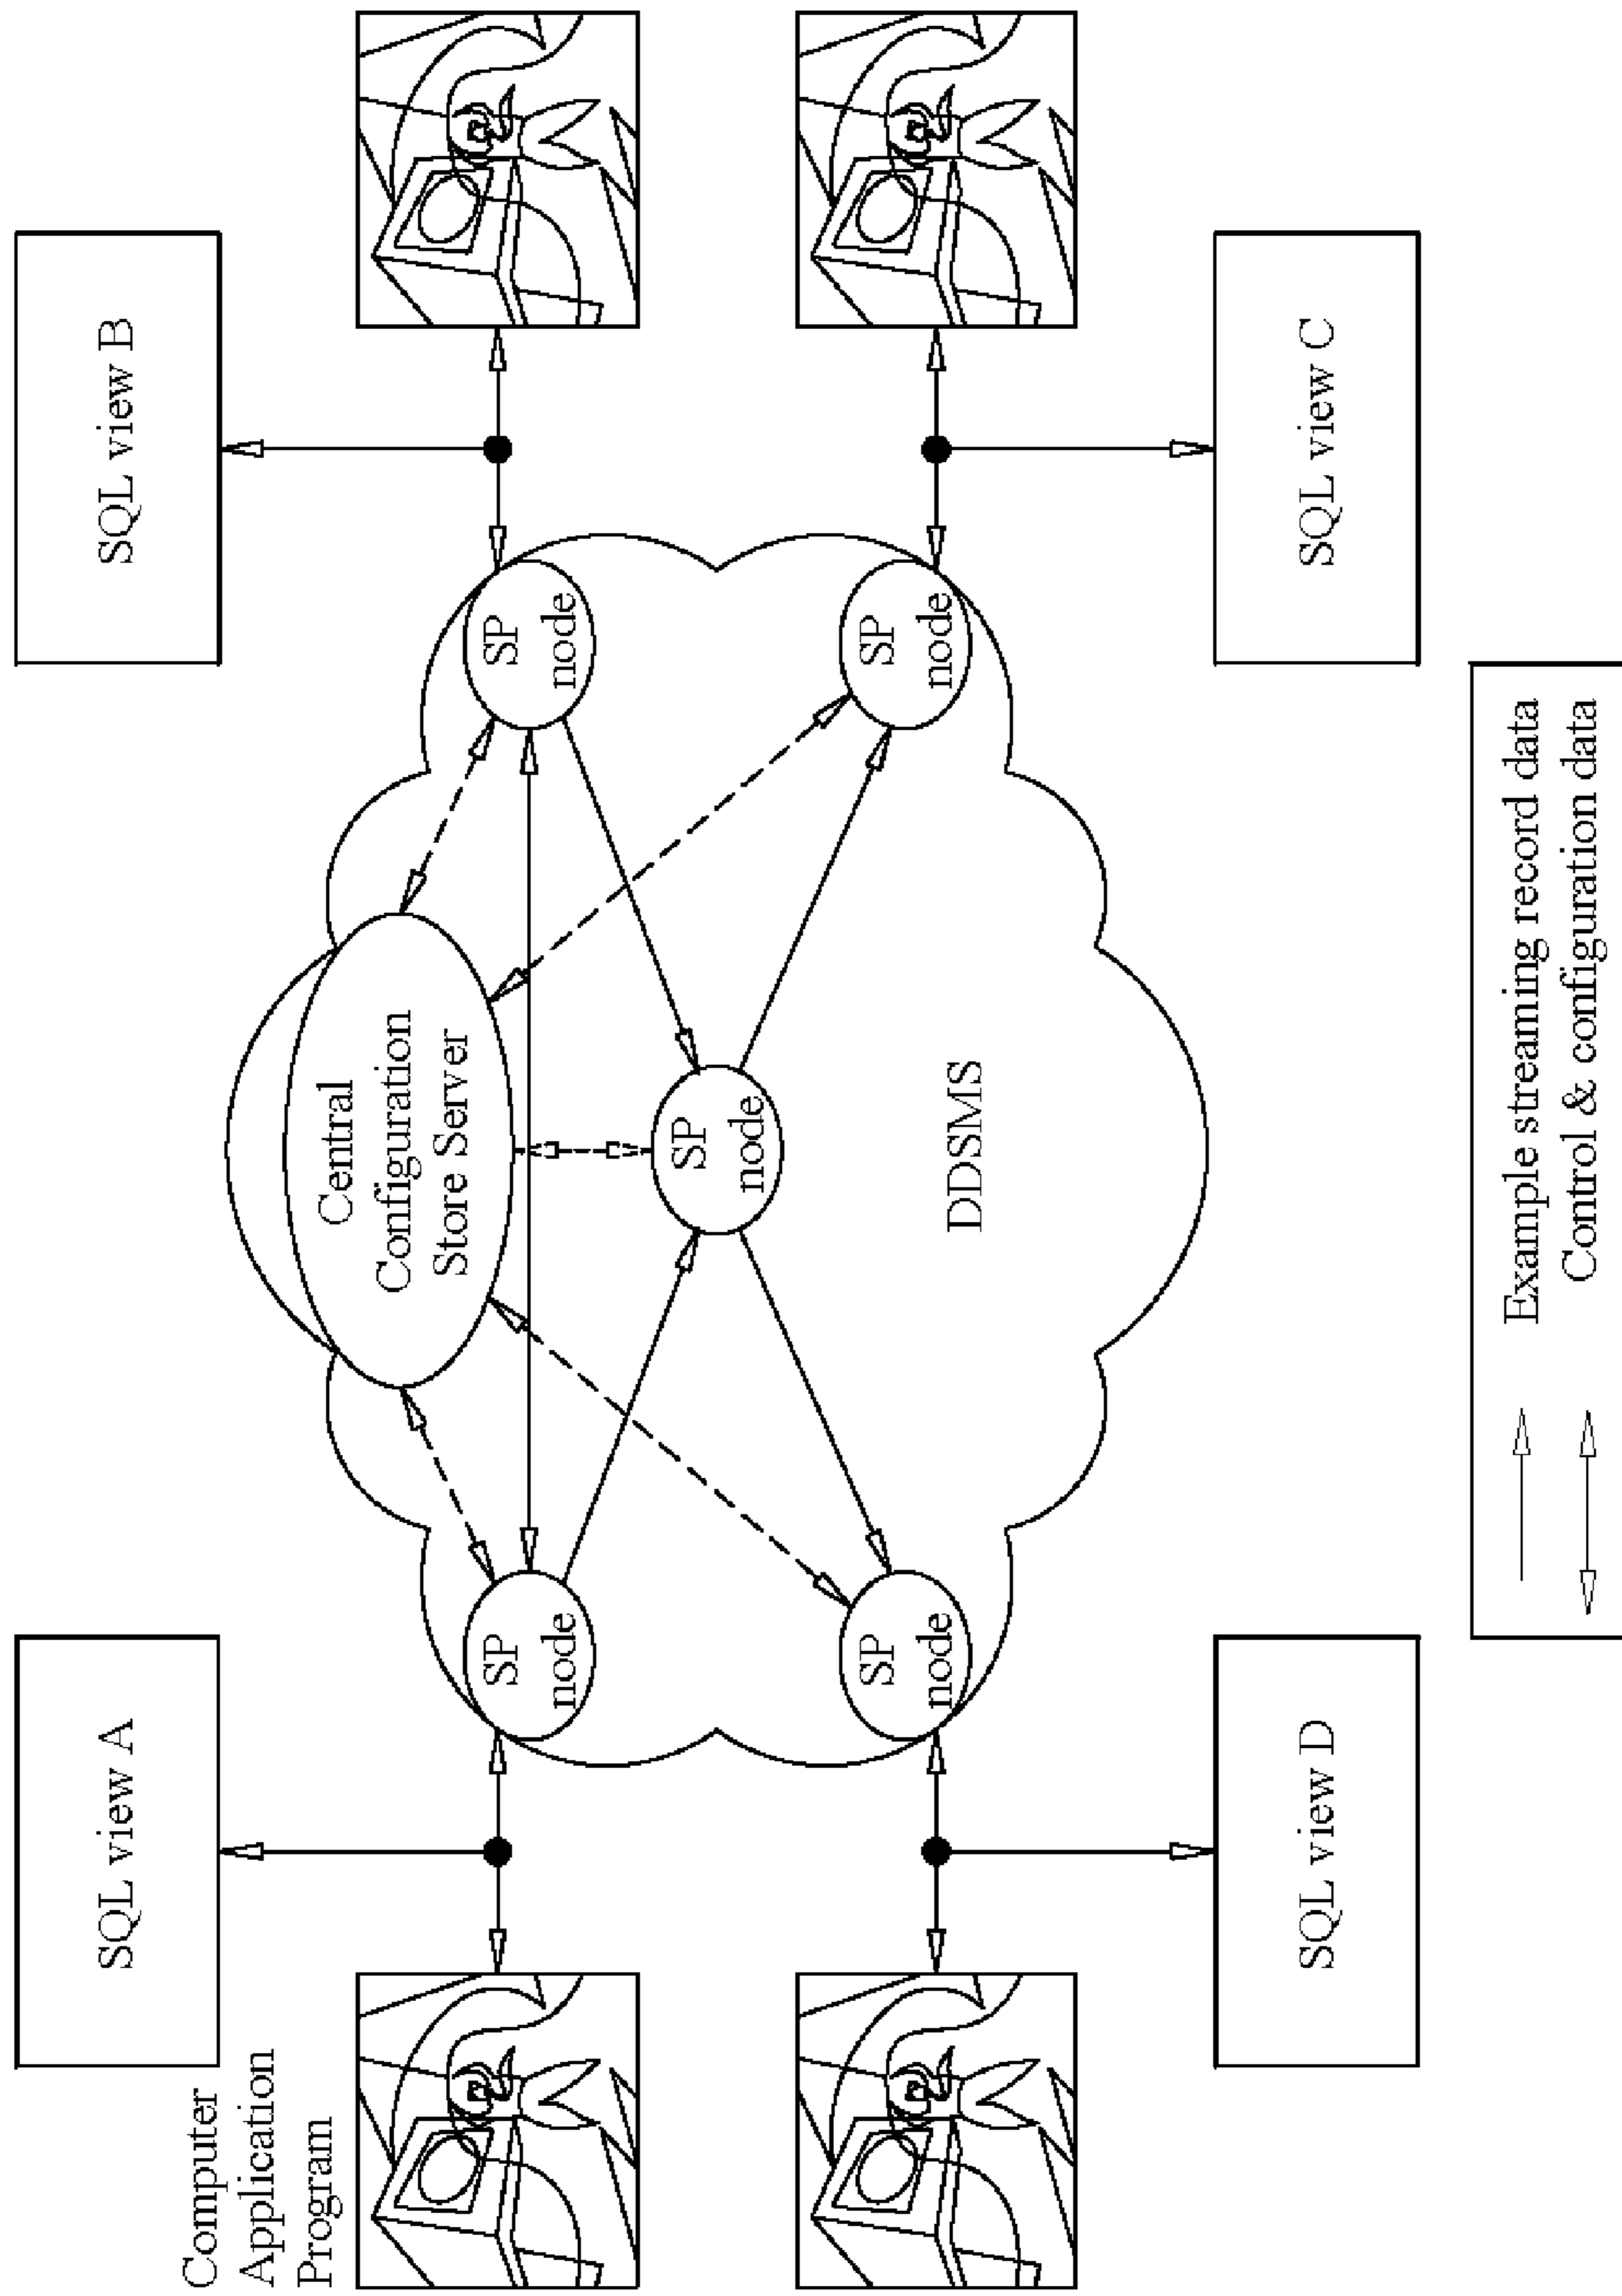 SQL view A
SQL view B
Computer
Application
Program
Central
Configuration
Store Server
SP
node
SP
node
SP
node
SP
node
SP
node
DDSMS
SQL view D
SQL view C
Example streaming record data
Control & configuration data